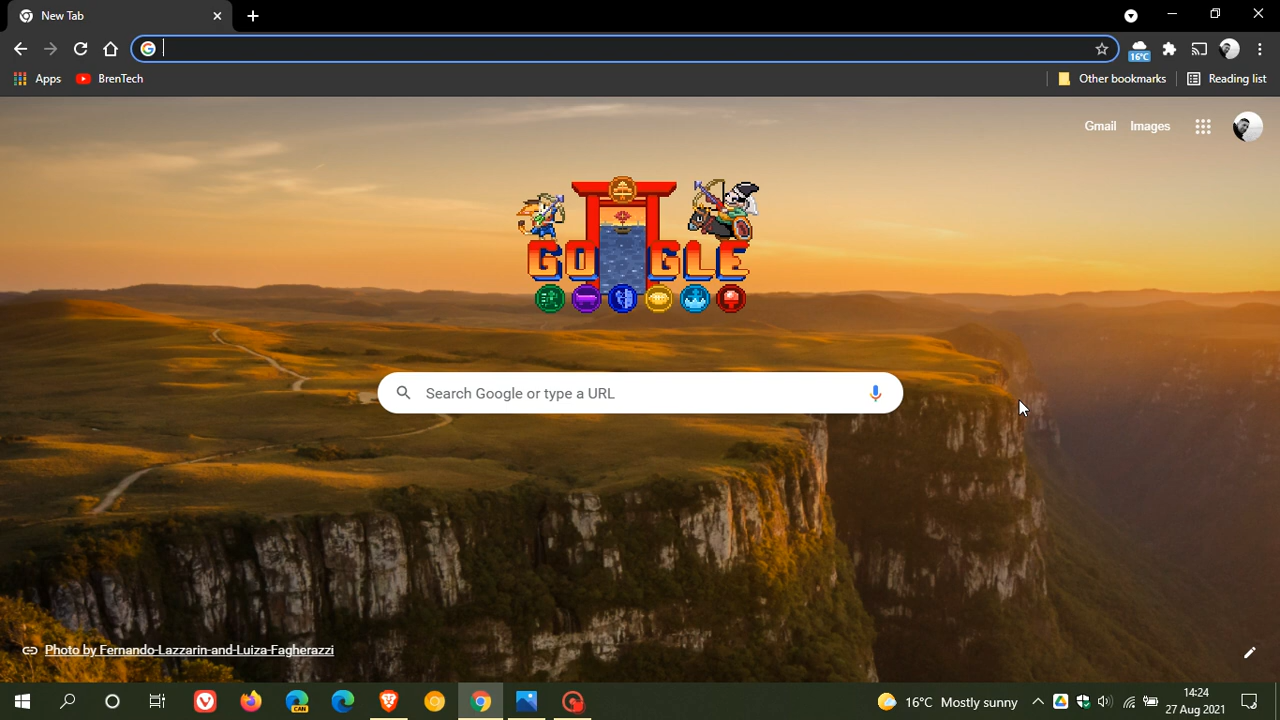 New Tab
16°C
Apps
BrenTech
Other bookmarks
Reading list
Gmail
Images
GOOGLE
Search Google or type a URL
Photo by Fernando-Lazzarin-and-Luiza-Fagherazzi
CAN
16°C Mostly sunny
14:24
27 Aug 2021